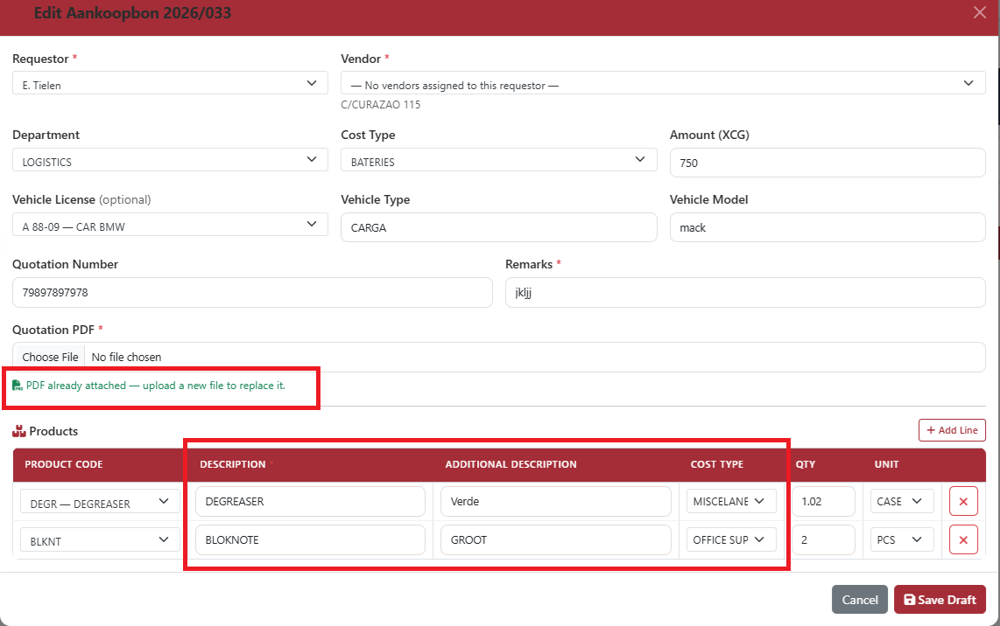 Edit Aankoopbon 2026/033
Requestor *
Vendor *
E. Tielen
— No vendors assigned to this requestor —
C/CURAZAO 115
Department
Cost Type
Amount (XCG)
LOGISTICS
BATERIES
750
Vehicle License (optional)
Vehicle Type
Vehicle Model
A 88-09 — CAR BMW
CARGA
mack
Quotation Number
Remarks *
79897897978
jkljj
Quotation PDF *
Choose File No file chosen
PDF already attached — upload a new file to replace it.
Products
+ Add Line
PRODUCT CODE DESCRIPTION * ADDITIONAL DESCRIPTION COST TYPE QTY UNIT
DEGR — DEGREASER DEGREASER Verde MISCELANE 1.02 CASE
BLKNT BLOKNOTE GROOT OFFICE SUP 2 PCS
Cancel Save Draft